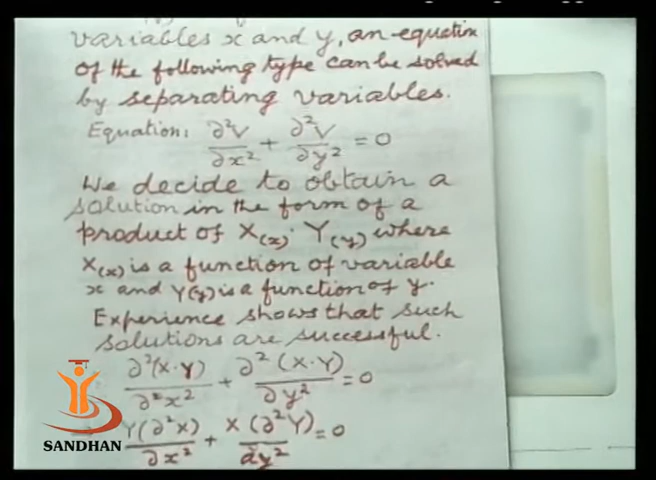 variables x and y, an equation
of the following type can be solved
by separating variables.
Equation: ∂²V/∂x² + ∂²V/∂y² = 0
We decide to obtain a
solution in the form of a
product of X(x) · Y(y) where
X(x) is a function of variable
x and Y(y) is a function of y.
Experience shows that such
solutions are successful.
∂²(X·Y)/∂²x² + ∂²(X·Y)/∂y² = 0
Y(∂²X)/∂x² + X(∂²Y)/∂y² = 0
SANDHAN